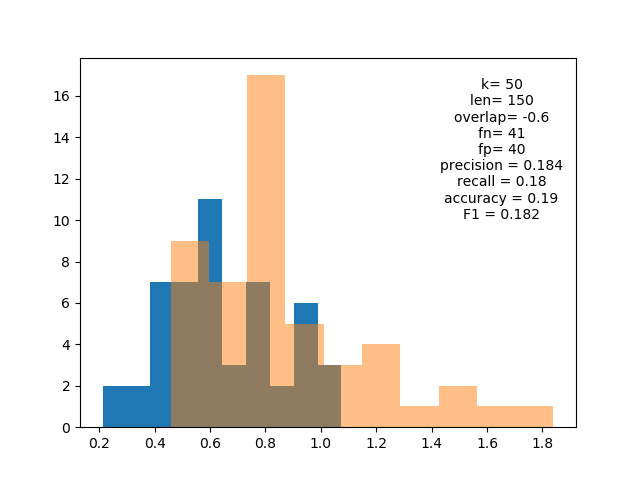 16
14
12
10
8
6
4
2
0
0.2 0.4 0.6 0.8 1.0 1.2 1.4 1.6 1.8
k= 50
len= 150
overlap= -0.6
fn= 41
fp= 40
precision = 0.184
recall = 0.18
accuracy = 0.19
F1 = 0.182